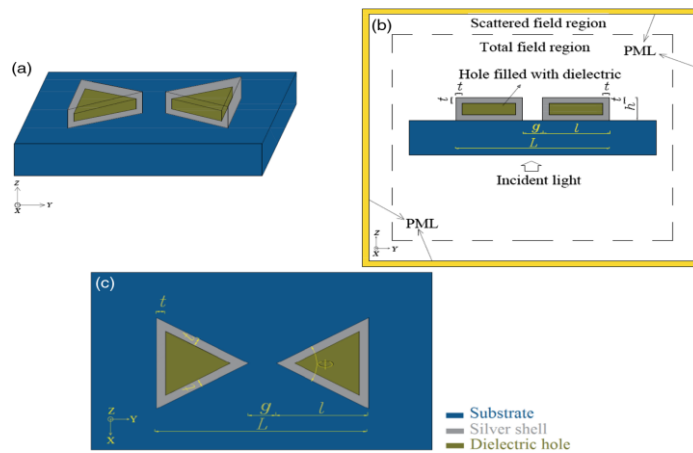 (a)
Z
X
Y
(b)
Scattered field region
Total field region
PML
Hole filled with dielectric
t
t
t
t
h
g
l
L
Incident light
PML
Z
X
Y
(c)
t
g
l
L
Z
Y
X
Substrate
Silver shell
Dielectric hole